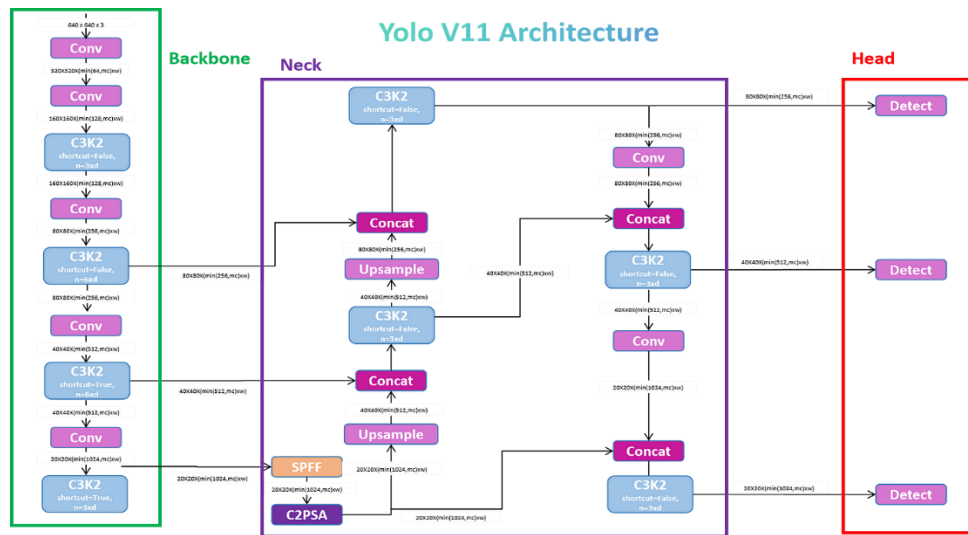 Yolo V11 Architecture
Backbone
640 x 640 x 3
Conv
320X320X(min(64,mc)xw)
Conv
160X160X(min(128,mc)xw)
C3K2
shortcut=False,
n=3xd
160X160X(min(128,mc)xw)
Conv
80X80X(min(256,mc)xw)
C3K2
shortcut=False,
n=6xd
80X80X(min(256,mc)xw)
Conv
40X40X(min(512,mc)xw)
C3K2
shortcut=True,
n=6xd
40X40X(min(512,mc)xw)
Conv
20X20X(min(1024,mc)xw)
C3K2
shortcut=True,
n=3xd
80X80X(min(256,mc)xw)
40X40X(min(512,mc)xw)
20X20X(min(1024,mc)xw)
Neck
C3K2
shortcut=False,
n=3xd
Concat
80X80X(min(256,mc)xw)
Upsample
40X40X(min(512,mc)xw)
C3K2
shortcut=False,
n=3xd
Concat
40X40X(min(512,mc)xw)
Upsample
20X20X(min(1024,mc)xw)
SPFF
20X20X(min(1024,mc)xw)
C2PSA
40X40X(min(512,mc)xw)
20X20X(min(1024,mc)xw)
80X80X(min(256,mc)xw)
Conv
80X80X(min(256,mc)xw)
Concat
C3K2
shortcut=False,
n=3xd
40X40X(min(512,mc)xw)
Conv
20X20X(min(1024,mc)xw)
Concat
C3K2
shortcut=False,
n=3xd
80X80X(min(256,mc)xw)
40X40X(min(512,mc)xw)
20X20X(min(1024,mc)xw)
Head
Detect
Detect
Detect